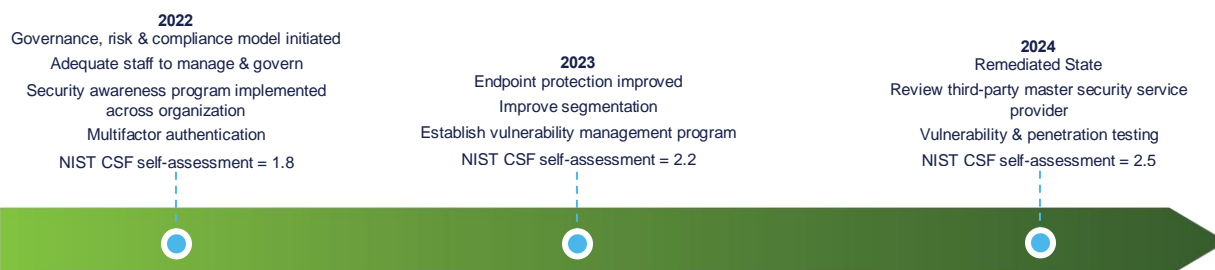 2022
Governance, risk & compliance model initiated
Adequate staff to manage & govern
Security awareness program implemented
across organization
Multifactor authentication
NIST CSF self-assessment = 1.8
2023
Endpoint protection improved
Improve segmentation
Establish vulnerability management program
NIST CSF self-assessment = 2.2
2024
Remediated State
Review third-party master security service
provider
Vulnerability & penetration testing
NIST CSF self-assessment = 2.5